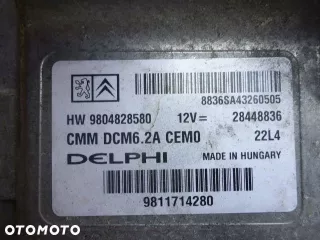 8836SA43260505
HW 9804828580 12V= 28448836
CMM DCM6.2A CEM0 22L4
DELPHI MADE IN HUNGARY
9811714280
OTOMOTO